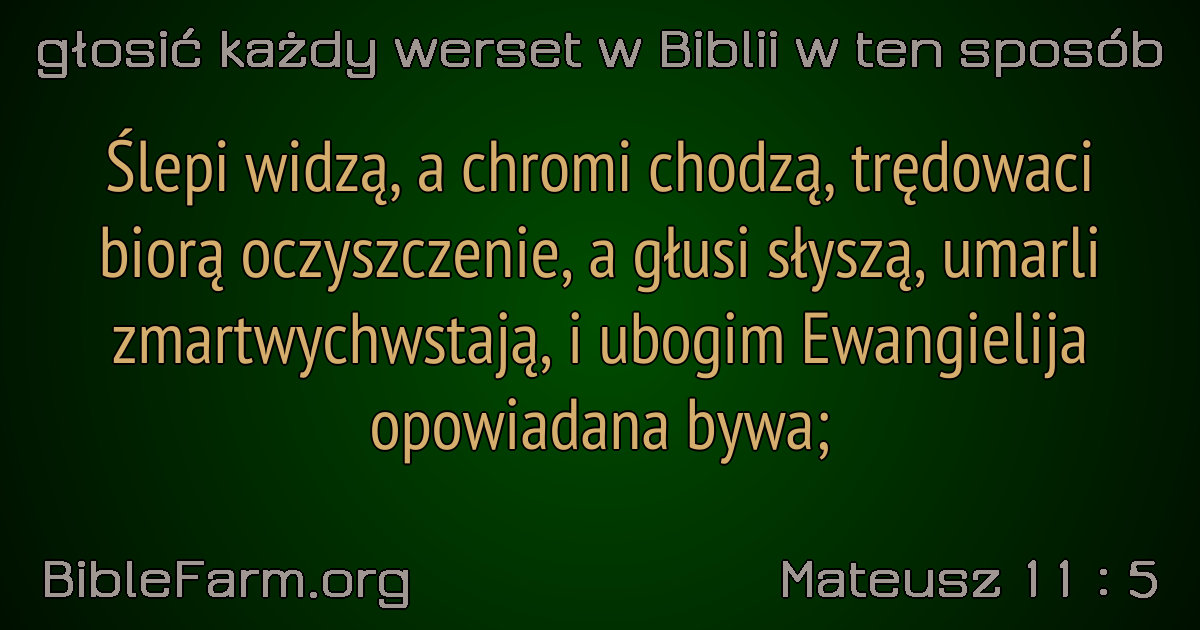 głosić każdy werset w Biblii w ten sposób
Ślepi widzą, a chromi chodzą, trędowaci
biorą oczyszczenie, a głusi słyszą, umarli
zmartwychwstają, i ubogim Ewangielija
opowiadana bywa;
BibleFarm.org
Mateusz 11 : 5